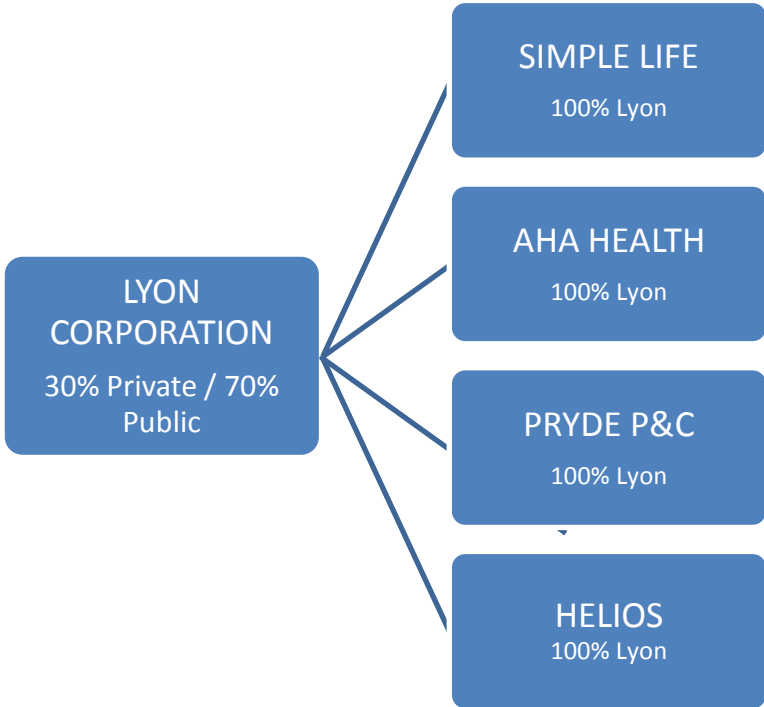 LYON
CORPORATION
30% Private / 70%
Public
SIMPLE LIFE
100% Lyon
AHA HEALTH
100% Lyon
PRYDE P&C
100% Lyon
HELIOS
100% Lyon